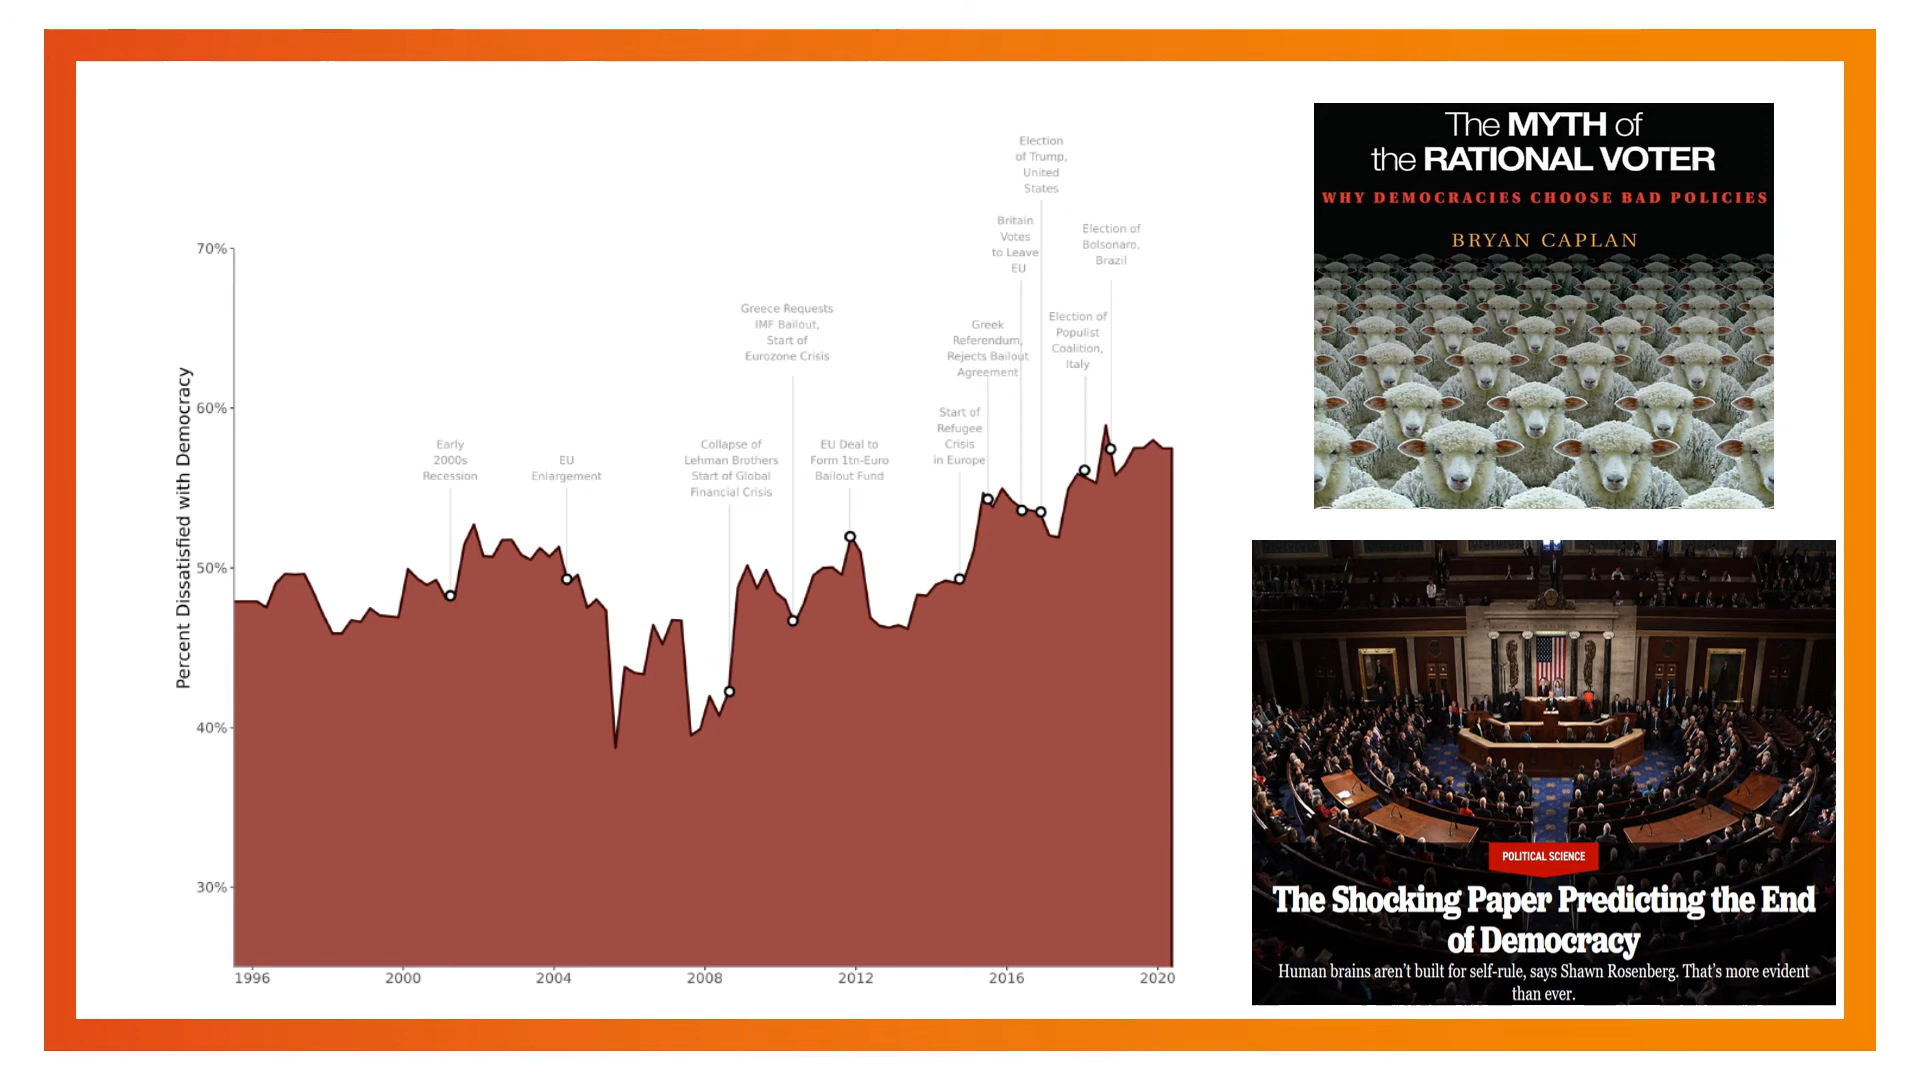 Percent Dissatisfied with Democracy
70%
60%
50%
40%
30%
1996
2000
2004
2008
2012
2016
2020
Early
2000s
Recession
EU
Enlargement
Collapse of
Lehman Brothers
Start of Global
Financial Crisis
Greece Requests
IMF Bailout,
Start of
Eurozone Crisis
EU Deal to
Form 1tn-Euro
Bailout Fund
Start of
Refugee
Crisis
in Europe
Greek
Referendum,
Rejects Bailout
Agreement
Britain
Votes
to Leave
EU
Election
of Trump,
United
States
Election of
Populist
Coalition,
Italy
Election of
Bolsonaro,
Brazil
The MYTH of
the RATIONAL VOTER
WHY DEMOCRACIES CHOOSE BAD POLICIES
BRYAN CAPLAN
POLITICAL SCIENCE
The Shocking Paper Predicting the End
of Democracy
Human brains aren't built for self-rule, says Shawn Rosenberg. That's more evident
than ever.